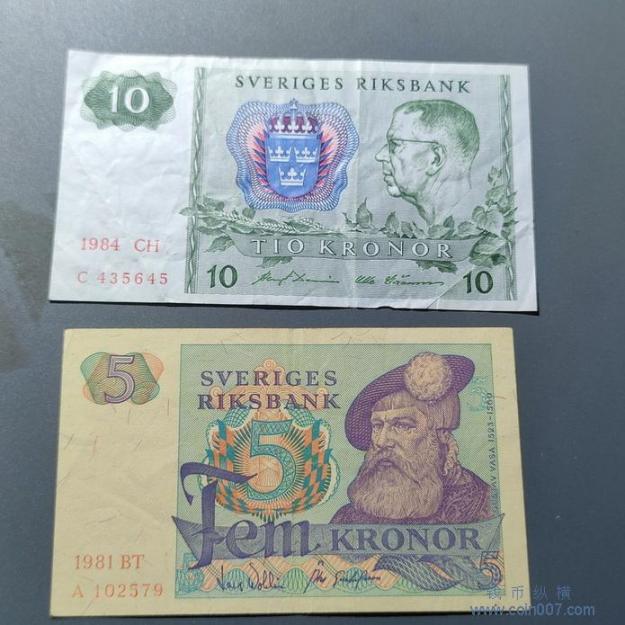 10
SVERIGES RIKSBANK
1984 CH
C 435645
TIO KRONOR
10
10
5
SVERIGES
RIKSBANK
5
GUSTAV VASA 1523-1560
Fem KRONOR
1981 BT
A 102579
5
钱币纵横
www.coin007.com